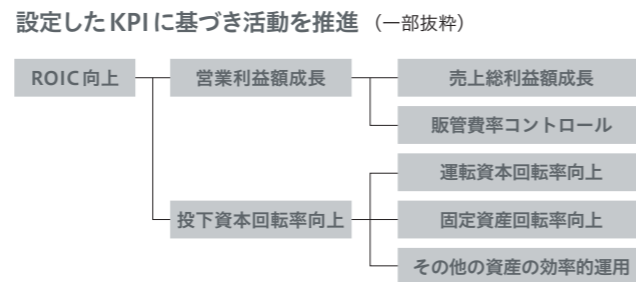 設定したKPIに基づき活動を推進（一部抜粋）
ROIC向上
営業利益額成長
売上総利益額成長
販管費率コントロール
投下資本回転率向上
運転資本回転率向上
固定資産回転率向上
その他の資産の効率的運用